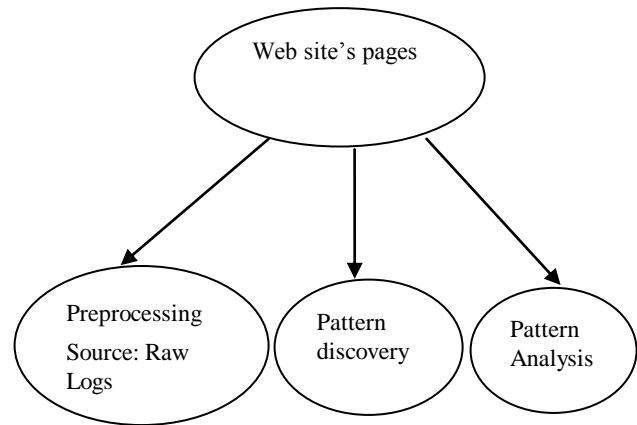 Web site’s pages
Preprocessing
Source: Raw
Logs
Pattern
discovery
Pattern
Analysis